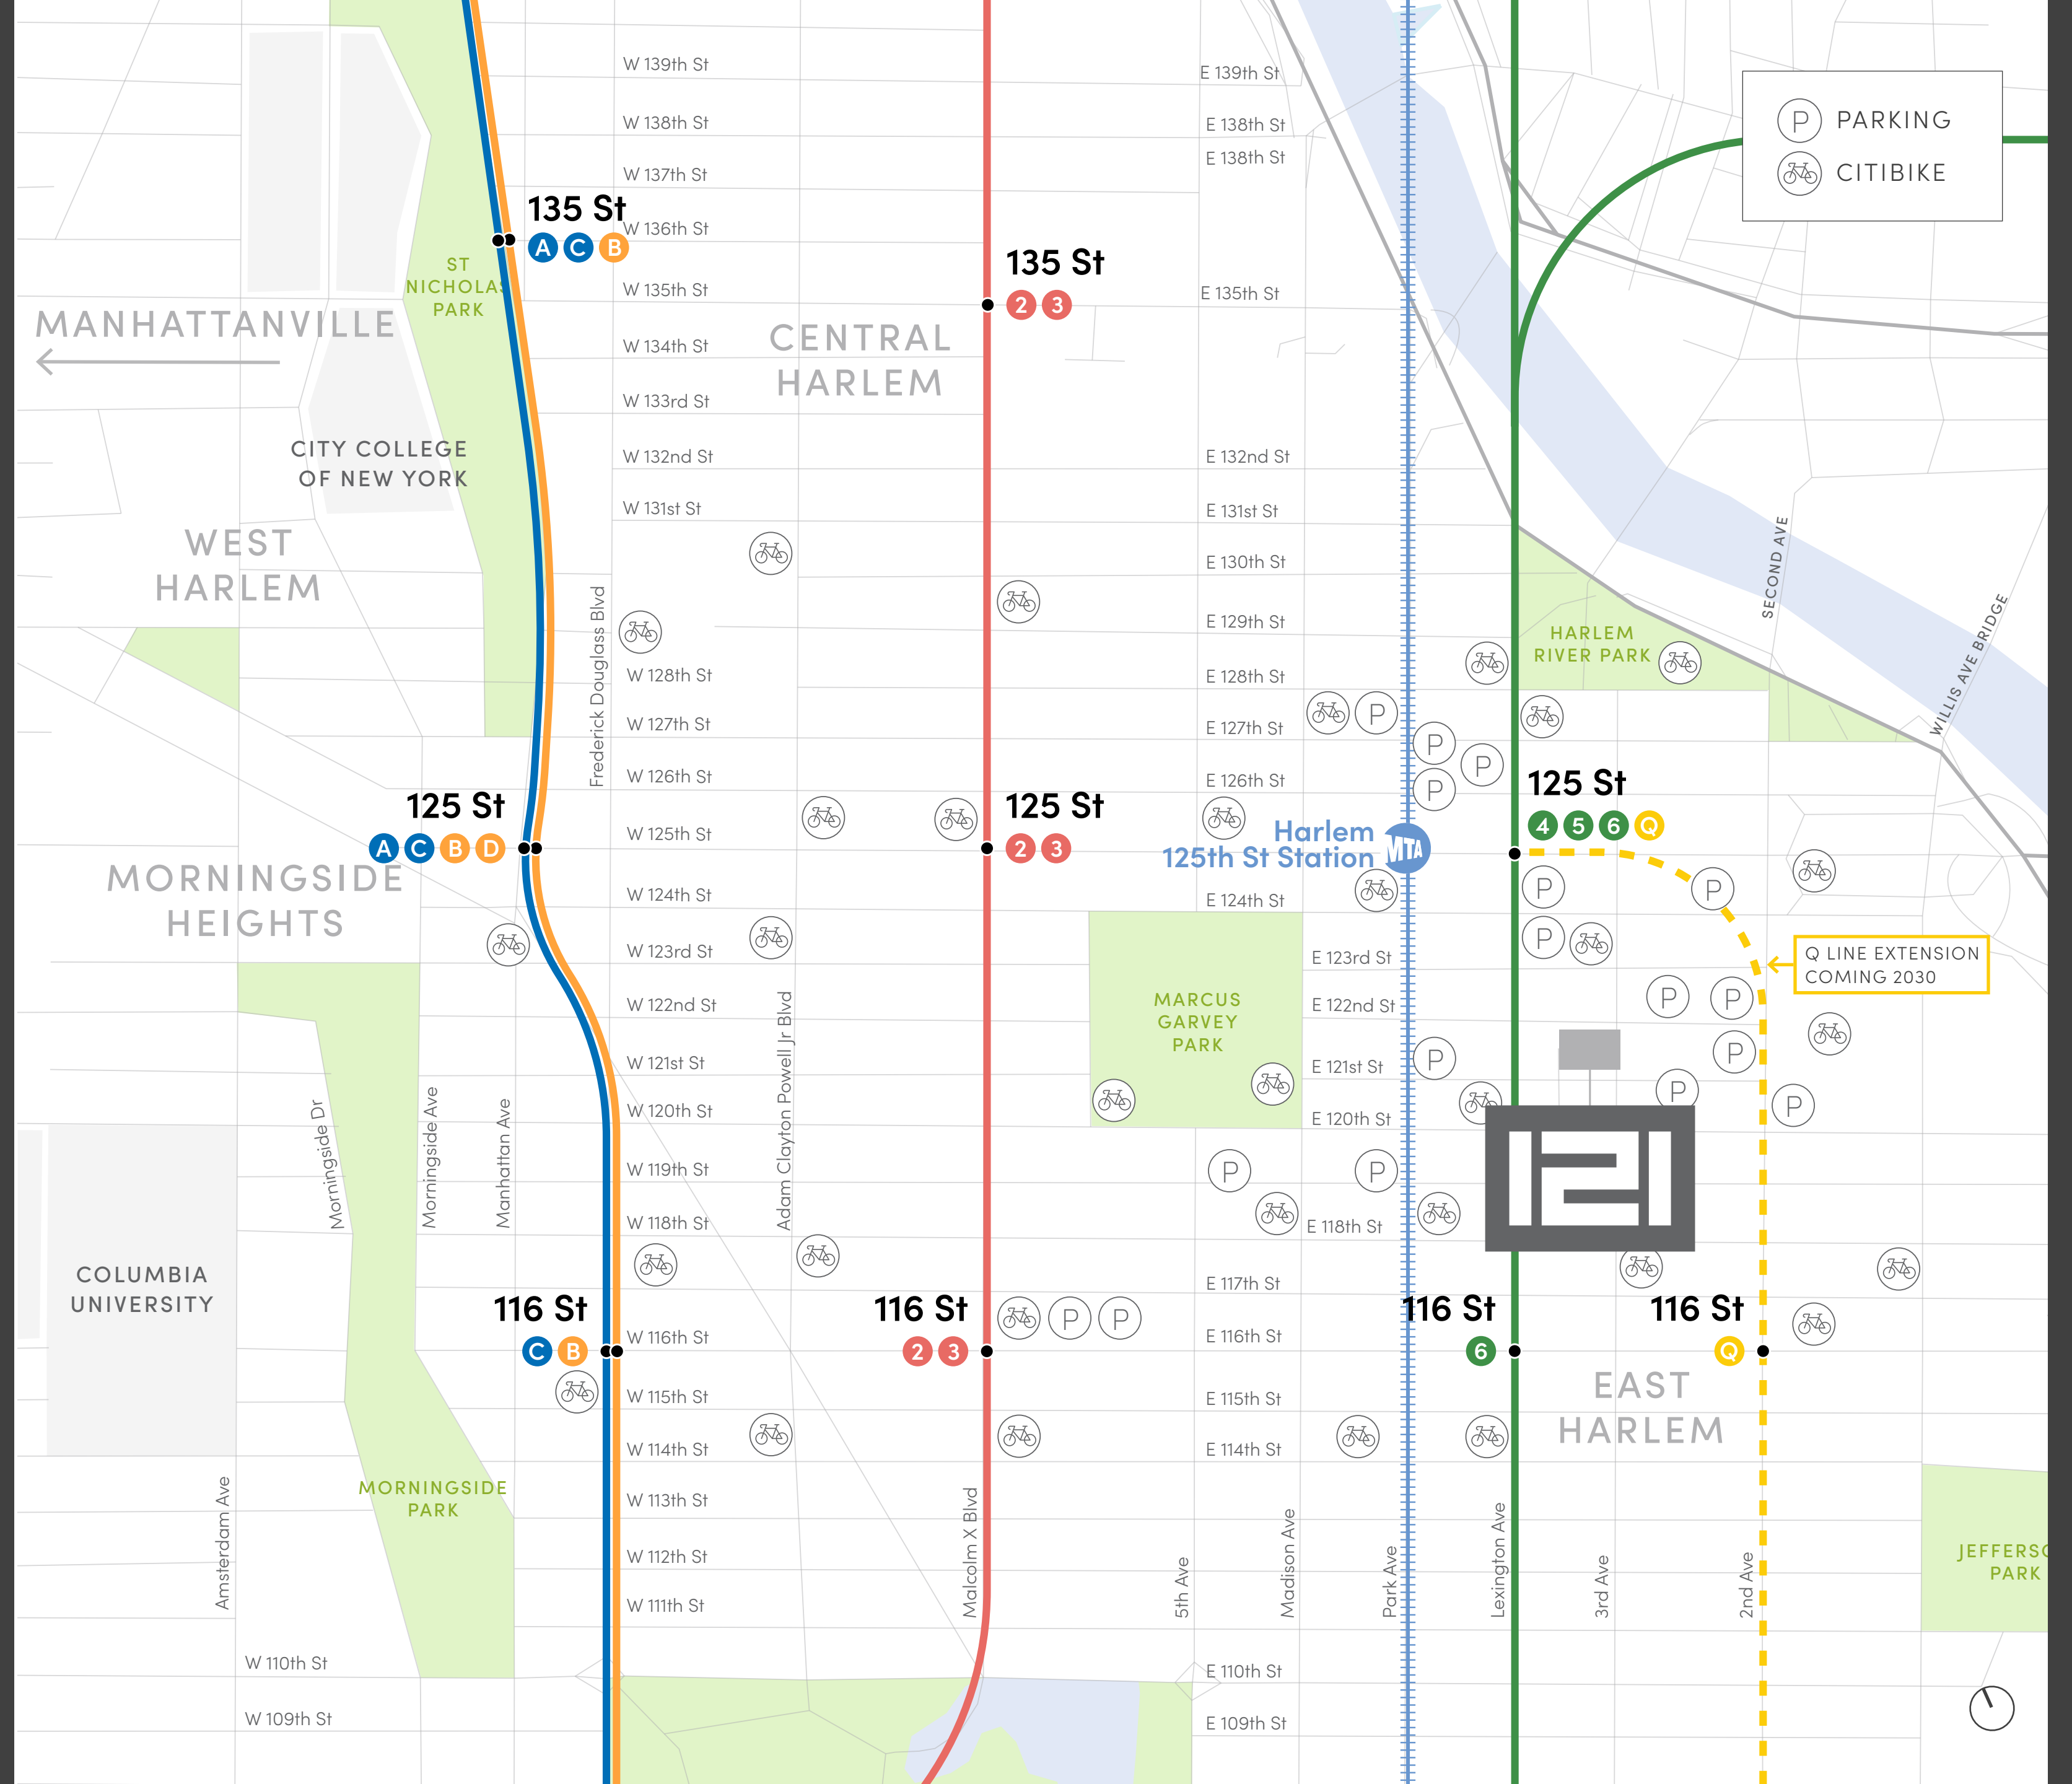 W 139th St
E 139th St
W 138th St
E 138th St
E 138th St
P PARKING
CITIBIKE
W 137th St
135 St
W 136th St
A C B
ST
NICHOLAS
PARK
W 135th St
135 St
2 3
E 135th St
MANHATTANVILLE
CENTRAL
HARLEM
W 134th St
W 133rd St
CITY COLLEGE
OF NEW YORK
W 132nd St
E 132nd St
W 131st St
E 131st St
WEST
HARLEM
E 130th St
SECOND AVE
WILLIS AVE BRIDGE
Frederick Douglass Blvd
E 129th St
HARLEM
RIVER PARK
W 128th St
E 128th St
W 127th St
E 127th St
P
P
P
P
W 126th St
E 126th St
125 St
A C B D
W 125th St
125 St
2 3
Harlem
125th St Station
MTA
125 St
4 5 6 Q
MORNINGSIDE
HEIGHTS
W 124th St
E 124th St
P
P
P
W 123rd St
E 123rd St
Q LINE EXTENSION
COMING 2030
W 122nd St
E 122nd St
P
P
MARCUS
GARVEY
PARK
Adam Clayton Powell Jr Blvd
W 121st St
E 121st St
P
P
P
P
W 120th St
E 120th St
Morningside Dr
Morningside Ave
Manhattan Ave
121
W 119th St
P
P
W 118th St
E 118th St
COLUMBIA
UNIVERSITY
E 117th St
116 St
C B
W 116th St
116 St
2 3
P
P
E 116th St
116 St
6
116 St
Q
EAST
HARLEM
W 115th St
E 115th St
W 114th St
E 114th St
MORNINGSIDE
PARK
Amsterdam Ave
W 113th St
Malcolm X Blvd
5th Ave
Madison Ave
Park Ave
Lexington Ave
3rd Ave
2nd Ave
W 112th St
JEFFERSO
PARK
W 111th St
W 110th St
E 110th St
W 109th St
E 109th St